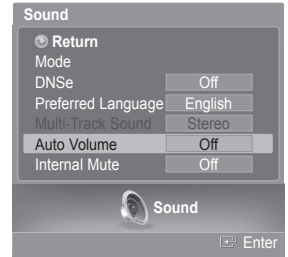 Sound
Return
Mode
DNSe Off
Preferred Language English
Multi-Track Sound Stereo
Auto Volume Off
Internal Mute Off
Sound
Enter